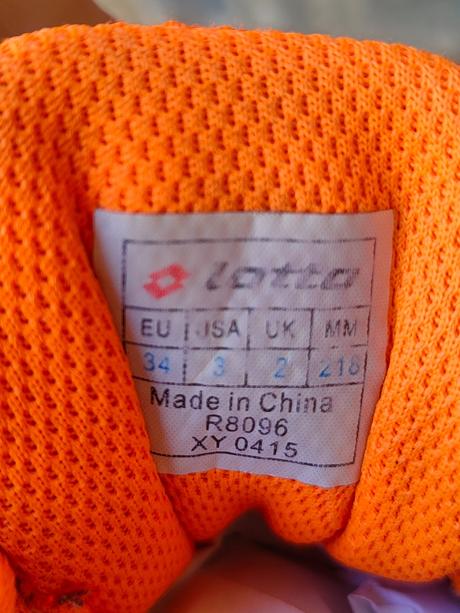 lotto
EU USA UK MM
34 3 2 218
Made in China
R8096
XY 0415